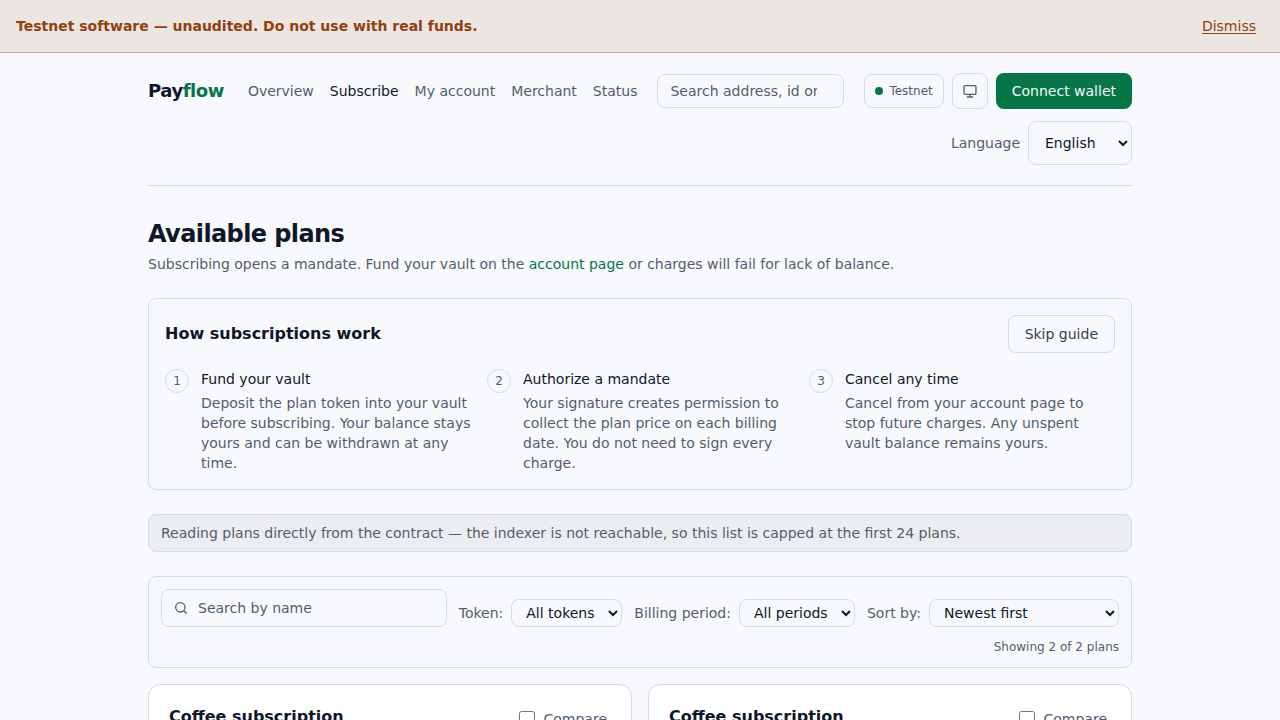 Testnet software — unaudited. Do not use with real funds.
Dismiss
Payflow
Overview
Subscribe
My account
Merchant
Status
Search address, id or
Testnet
Connect wallet
Language
English
Available plans
Subscribing opens a mandate. Fund your vault on the account page or charges will fail for lack of balance.
How subscriptions work
Skip guide
1
Fund your vault
Deposit the plan token into your vault
before subscribing. Your balance stays
yours and can be withdrawn at any
time.
2
Authorize a mandate
Your signature creates permission to
collect the plan price on each billing
date. You do not need to sign every
charge.
3
Cancel any time
Cancel from your account page to
stop future charges. Any unspent
vault balance remains yours.
Reading plans directly from the contract — the indexer is not reachable, so this list is capped at the first 24 plans.
Search by name
Token:
All tokens
Billing period:
All periods
Sort by:
Newest first
Showing 2 of 2 plans
Coffee subscription
Compare
Coffee subscription
Compare